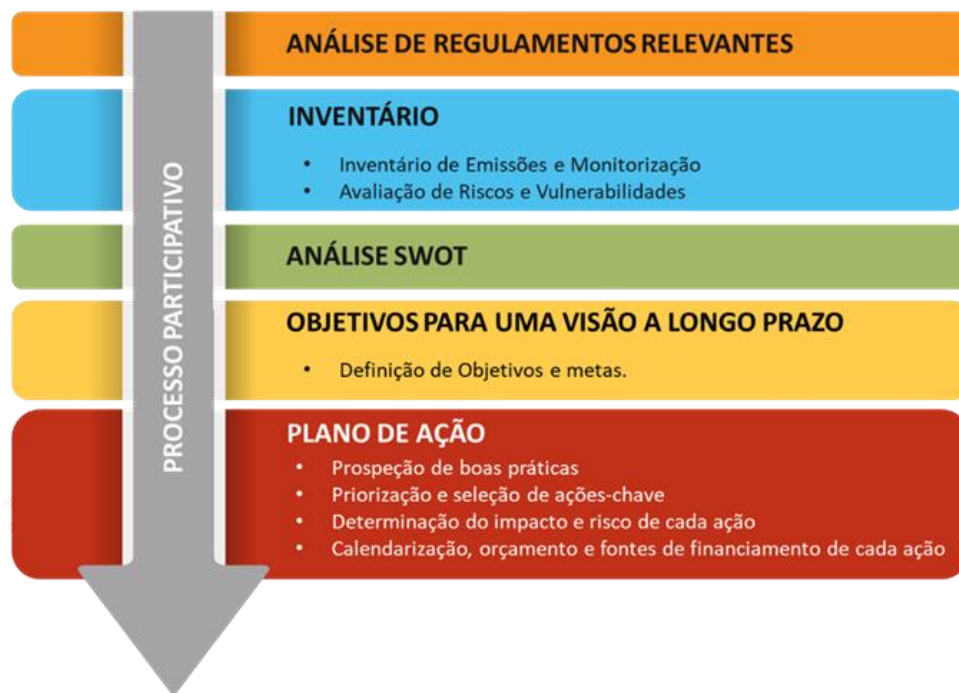 ANÁLISE DE REGULAMENTOS RELEVANTES
INVENTÁRIO
• Inventário de Emissões e Monitorização
• Avaliação de Riscos e Vulnerabilidades
ANÁLISE SWOT
OBJETIVOS PARA UMA VISÃO A LONGO PRAZO
• Definição de Objetivos e metas.
PLANO DE AÇÃO
• Prospeção de boas práticas
• Priorização e seleção de ações-chave
• Determinação do impacto e risco de cada ação
• Calendarização, orçamento e fontes de financiamento de cada ação
PROCESSO PARTICIPATIVO